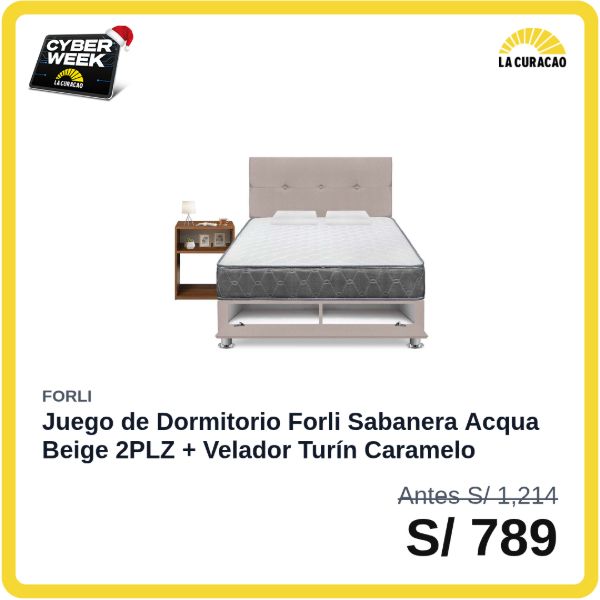 CYBER
WEEK
LA CURACAO
LA CURACAO
FORLI
Juego de Dormitorio Forli Sabanera Acqua
Beige 2PLZ + Velador Turín Caramelo
Antes S/ 1,214
S/ 789